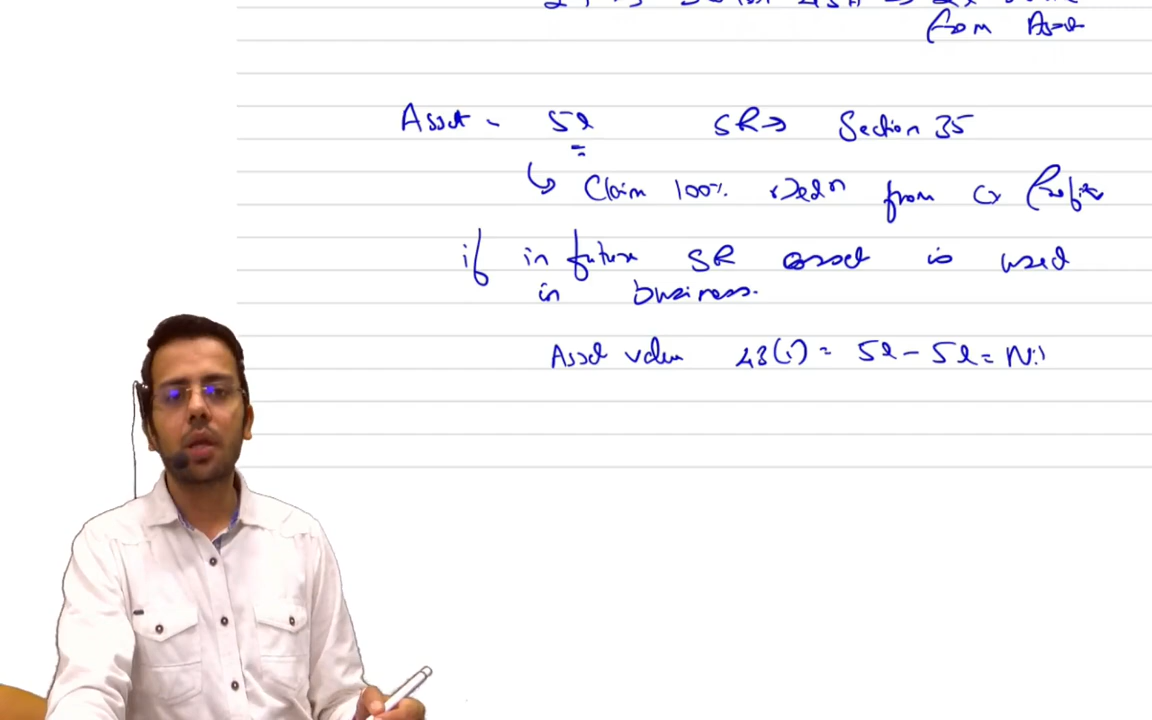 from Asset
Asset - 5l SR → Section 35
↳ Claim 100% Dedn from Profits
if in future SR asset is used
in business.
Asset value 43(1) = 5l - 5l = Nil